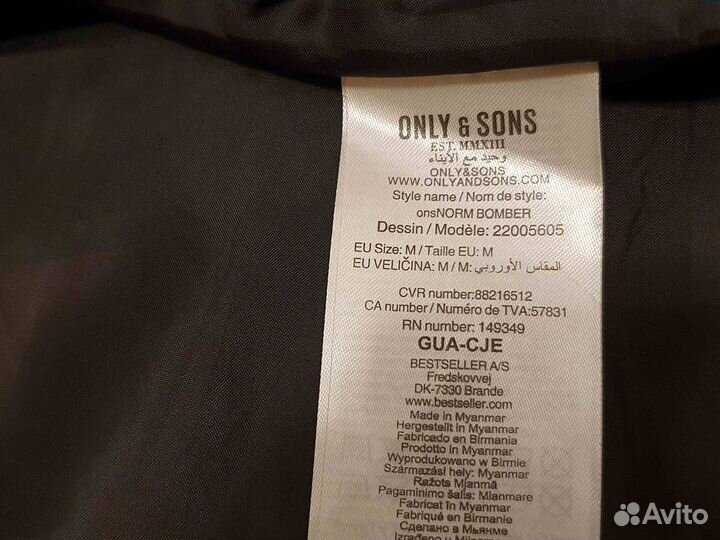 ONLY & SONS
EST. MMXIII
وحيد مع الأبناء
ONLY&SONS
WWW.ONLYANDSONS.COM
Style name / Nom de style:
onsNORM BOMBER
Dessin / Modèle: 22005605
EU Size: M / Taille EU: M
EU VELIČINA: M / M: المقاس الأوروبي
CVR number:88216512
CA number / Numéro de TVA:57831
RN number: 149349
GUA-CJE
BESTSELLER A/S
Fredskovvej
DK-7330 Brande
www.bestseller.com
Made in Myanmar
Hergestellt in Myanmar
Fabricado en Birmania
Prodotto in Myanmar
Wyprodukowano w Birmie
Származási hely: Myanmar
Ražots Mjanmā
Pagaminimo šalis: Mianmare
Fabricat în Myanmar
Fabriqué en Birmanie
Сделано в Мьянме
Izrađeno u
Avito